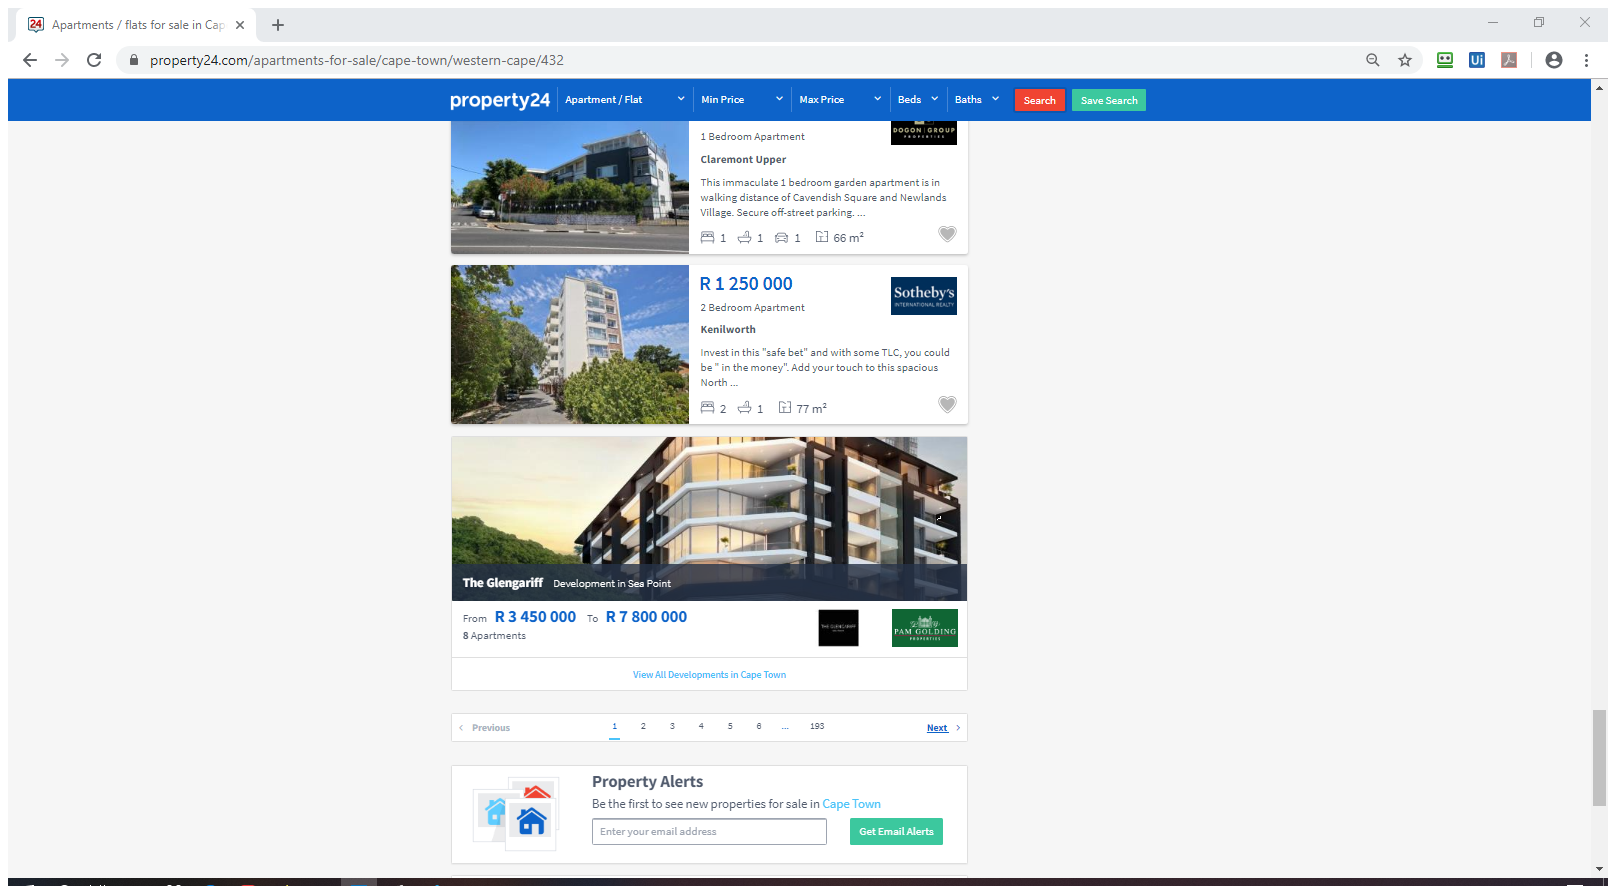 24 Apartments / flats for sale in Cap
property24.com/apartments-for-sale/cape-town/western-cape/432
Ui
property24 Apartment / Flat Min Price Max Price Beds Baths Search Save Search
1 Bedroom Apartment
DOGON GROUP
PROPERTIES
Claremont Upper
This immaculate 1 bedroom garden apartment is in
walking distance of Cavendish Square and Newlands
Village. Secure off-street parking. ...
1 1 1 66 m²
R 1 250 000
Sotheby's
INTERNATIONAL REALTY
2 Bedroom Apartment
Kenilworth
Invest in this "safe bet" and with some TLC, you could
be " in the money". Add your touch to this spacious
North ...
2 1 77 m²
The Glengariff Development in Sea Point
From R 3 450 000 To R 7 800 000
8 Apartments
THE GLENGARIFF
PAM GOLDING
PROPERTIES
View All Developments in Cape Town
Previous 1 2 3 4 5 6 ... 193 Next
Property Alerts
Be the first to see new properties for sale in Cape Town
Enter your email address Get Email Alerts